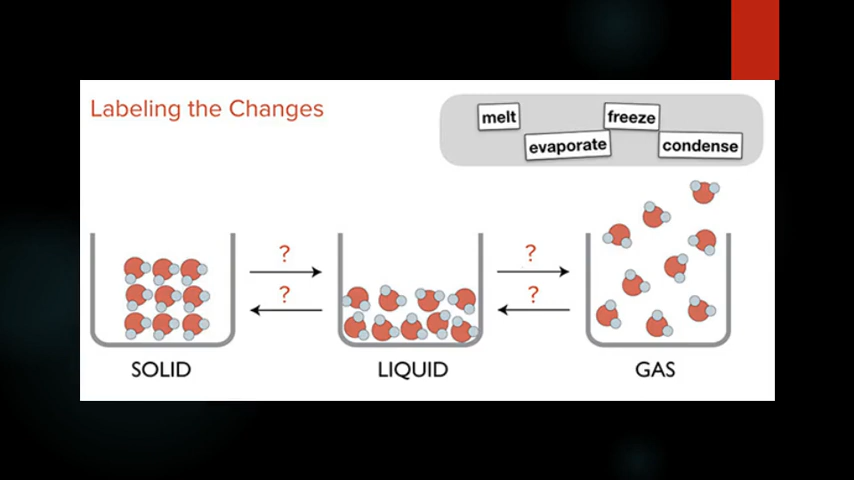 Labeling the Changes
melt
freeze
evaporate
condense
?
?
?
?
SOLID
LIQUID
GAS